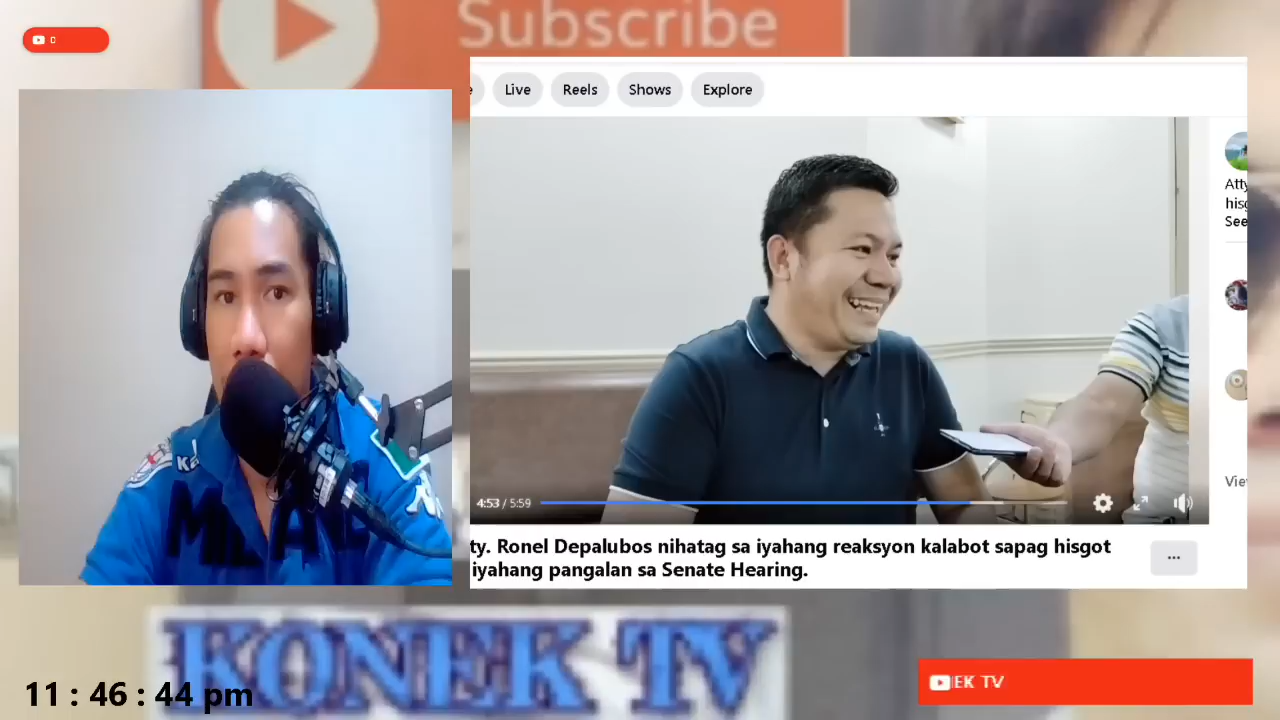 Subscribe
Live
Reels
Shows
Explore
See
4:53 / 5:59
ty. Ronel Depalubos nihatag sa iyahang reaksyon kalabot sapag hisgot
iyahang pangalan sa Senate Hearing.
...
KONEK TV
11 : 46 : 44 pm
EK TV